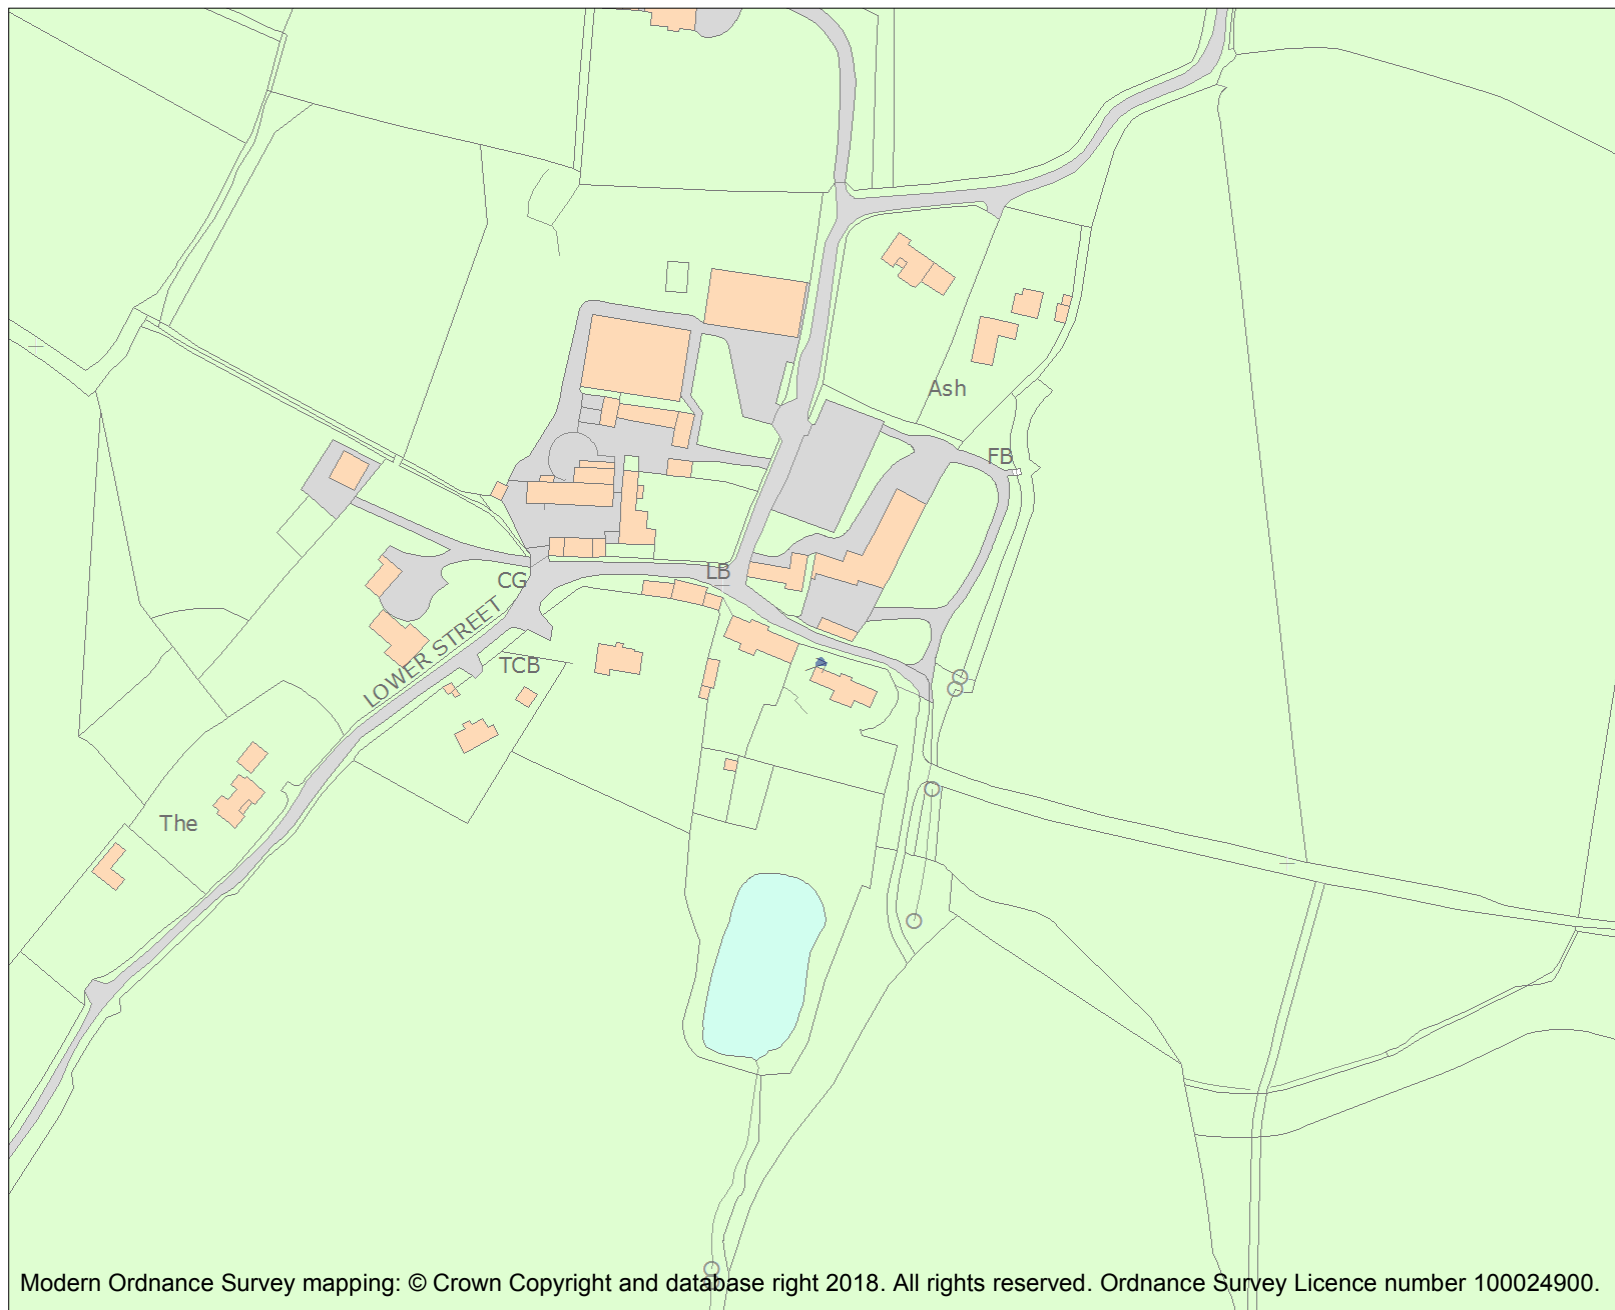 Ash
FB
LB
CG
LOWER STREET
TCB
The
Modern Ordnance Survey mapping: © Crown Copyright and database right 2018. All rights reserved. Ordnance Survey Licence number 100024900.